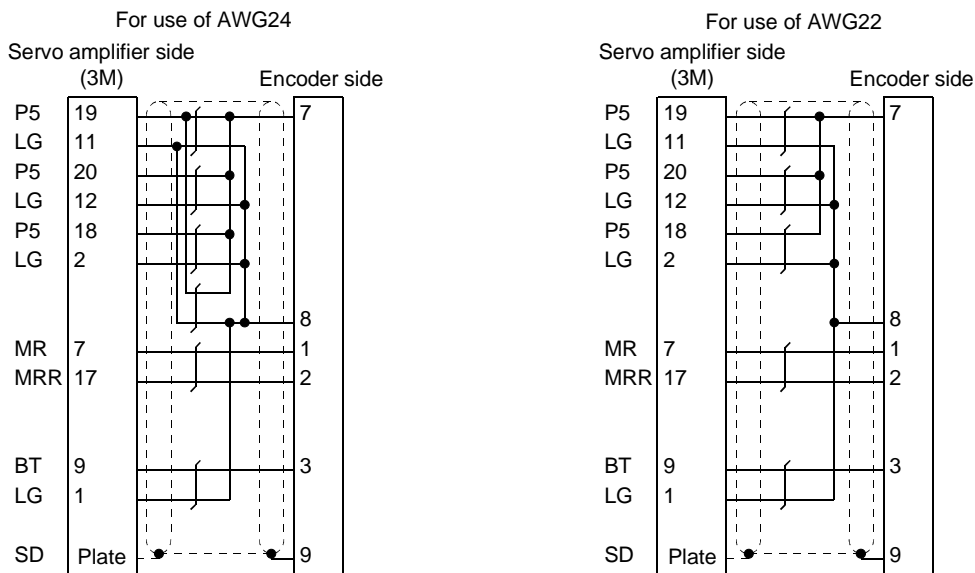 For use of AWG24
Servo amplifier side
(3M)
Encoder side
P5 19 7
LG 11
P5 20
LG 12
P5 18
LG 2
8
MR 7 1
MRR 17 2
BT 9 3
LG 1
SD Plate 9
For use of AWG22
Servo amplifier side
(3M)
Encoder side
P5 19 7
LG 11
P5 20
LG 12
P5 18
LG 2
8
MR 7 1
MRR 17 2
BT 9 3
LG 1
SD Plate 9